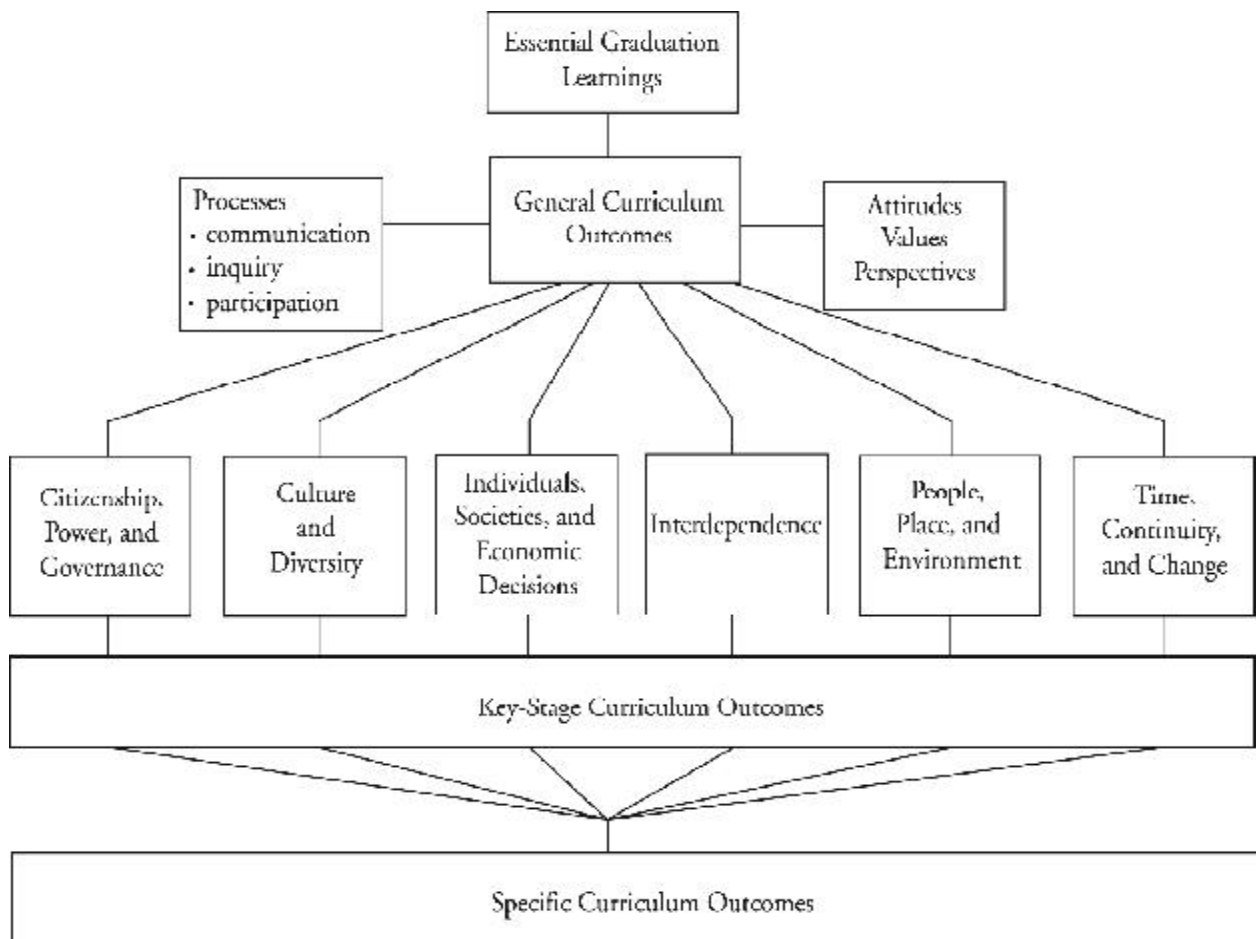 Essential Graduation
Learnings
Processes
• communication
• inquiry
• participation
General Curriculum
Outcomes
Attitudes
Values
Perspectives
Citizenship,
Power, and
Governance
Culture
and
Diversity
Individuals,
Societies, and
Economic
Decisions
Interdependence
People,
Place, and
Environment
Time,
Continuity,
and Change
Key-Stage Curriculum Outcomes
Specific Curriculum Outcomes